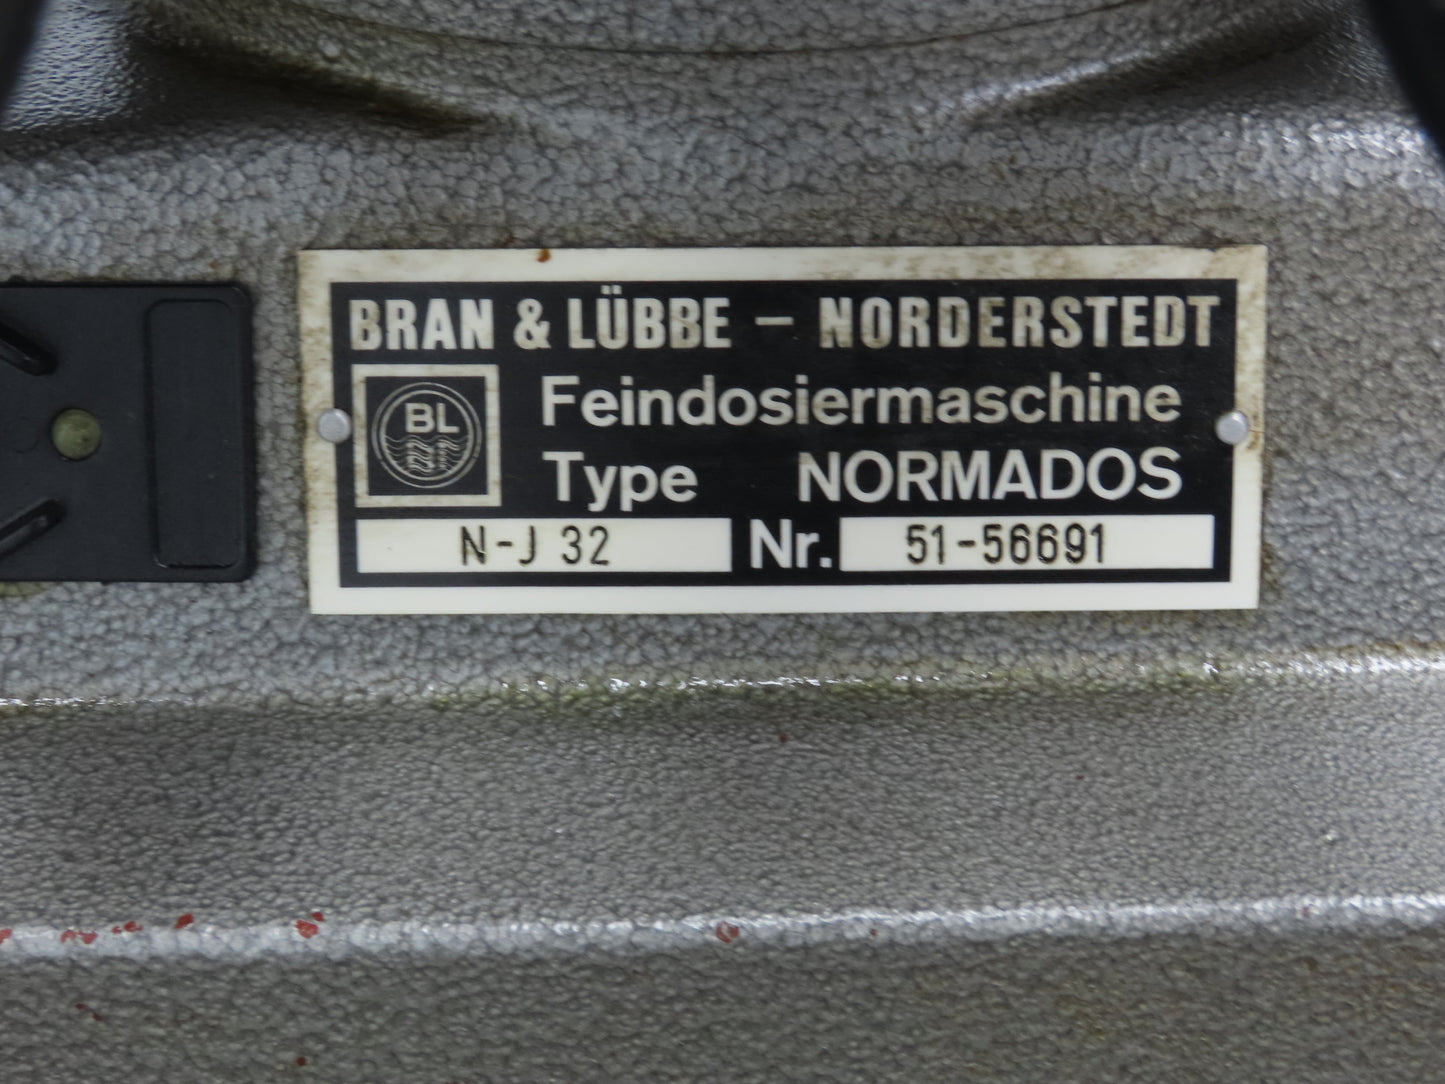 BRAN & LÜBBE – NORDERSTEDT
BL
Feindosiermaschine
Type NORMADOS
N-J 32 Nr. 51-56691